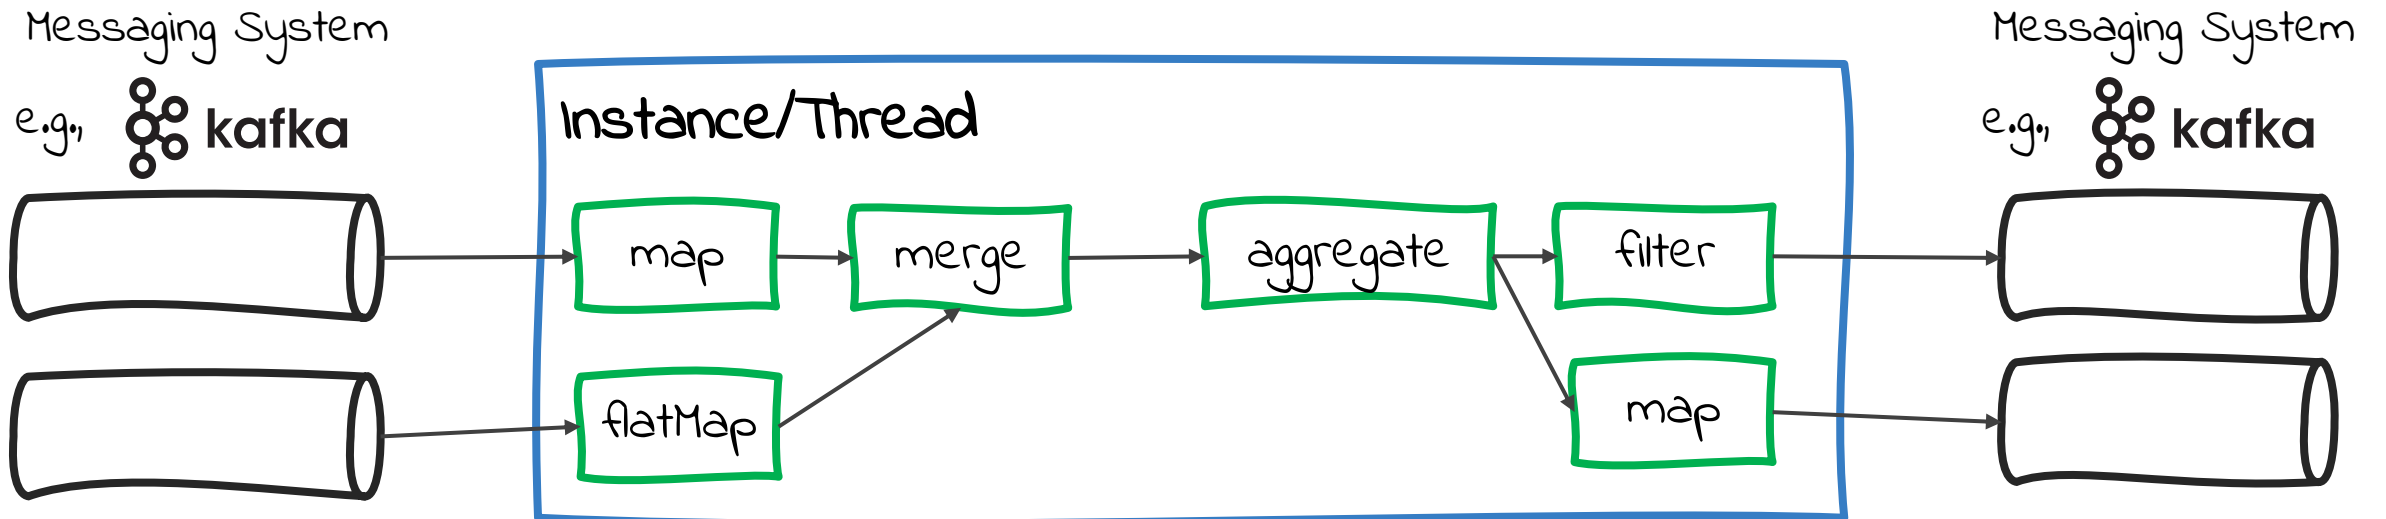 Messaging System
e.g., kafka
Instance/Thread
map
merge
aggregate
filter
flatMap
map
Messaging System
e.g., kafka